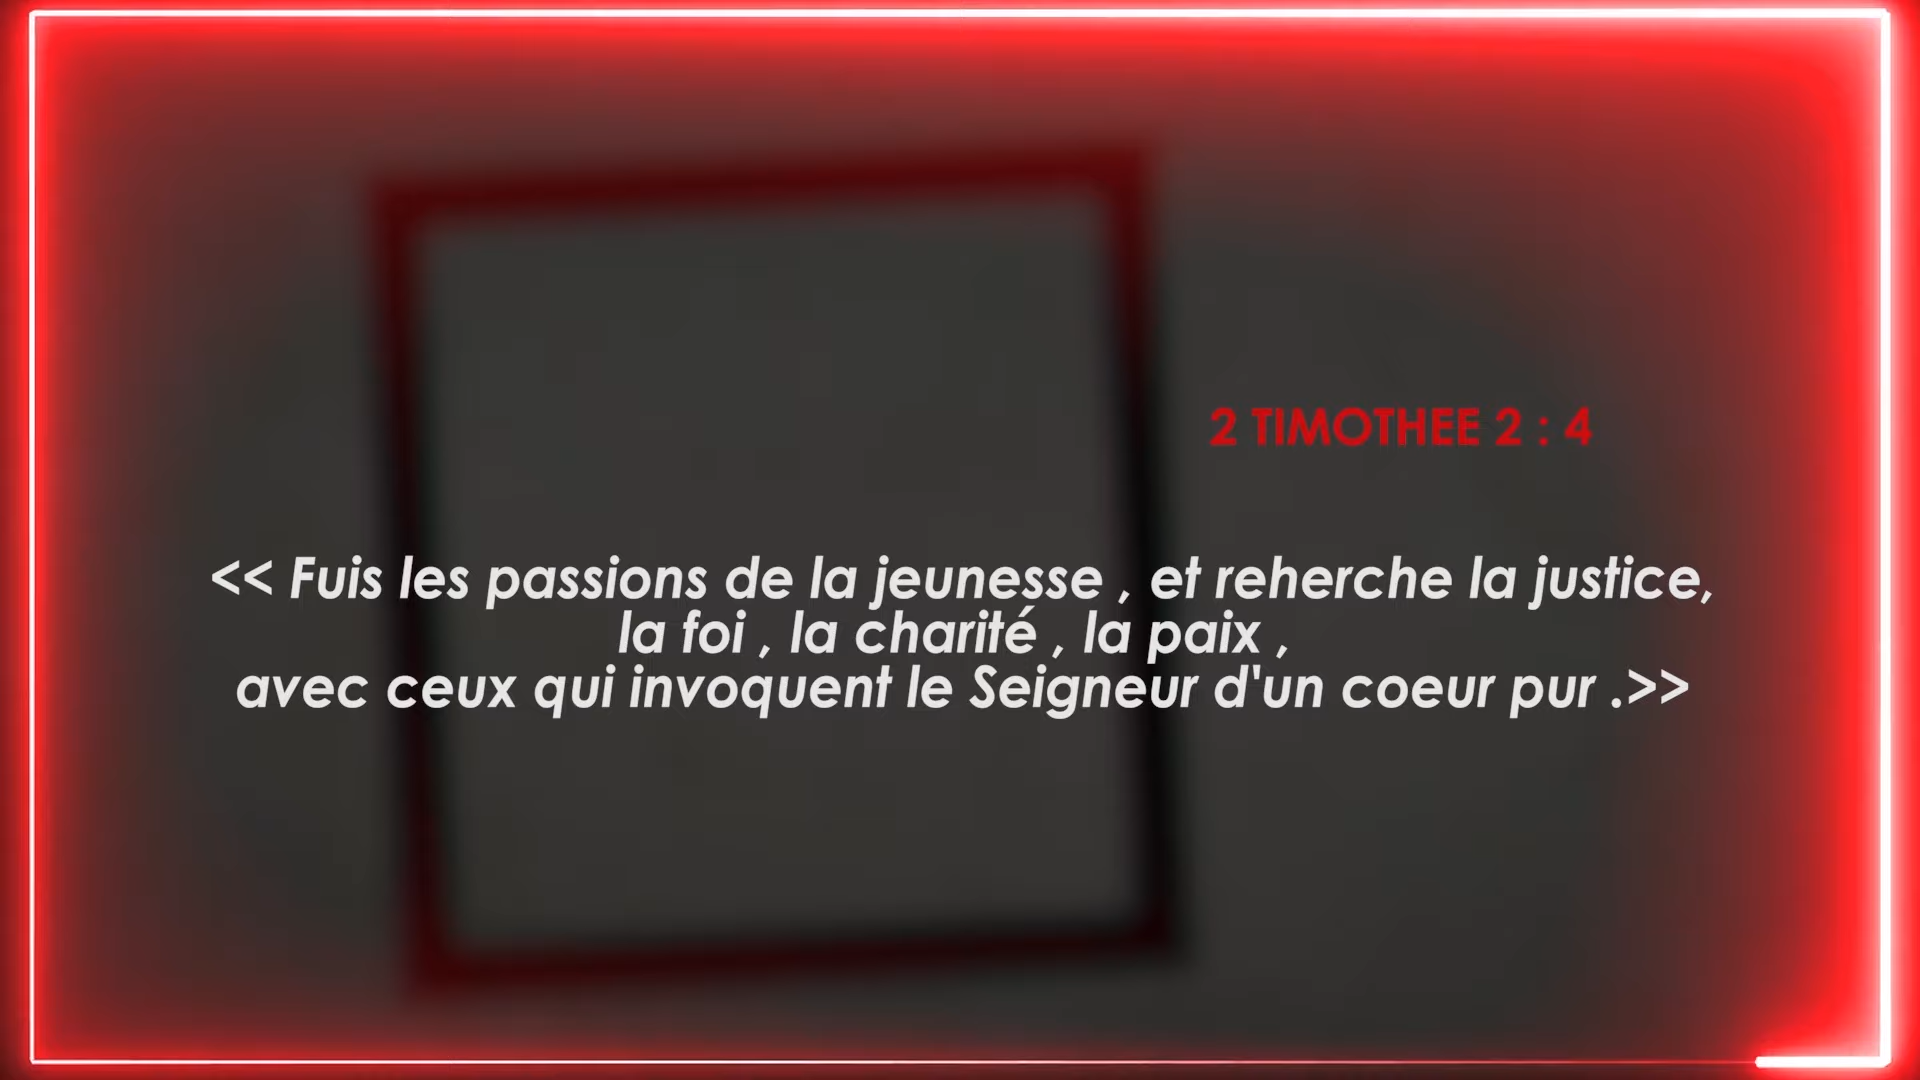 2 TIMOTHEE 2 : 4
<< Fuis les passions de la jeunesse , et reherche la justice,
la foi , la charité , la paix ,
avec ceux qui invoquent le Seigneur d'un coeur pur .>>